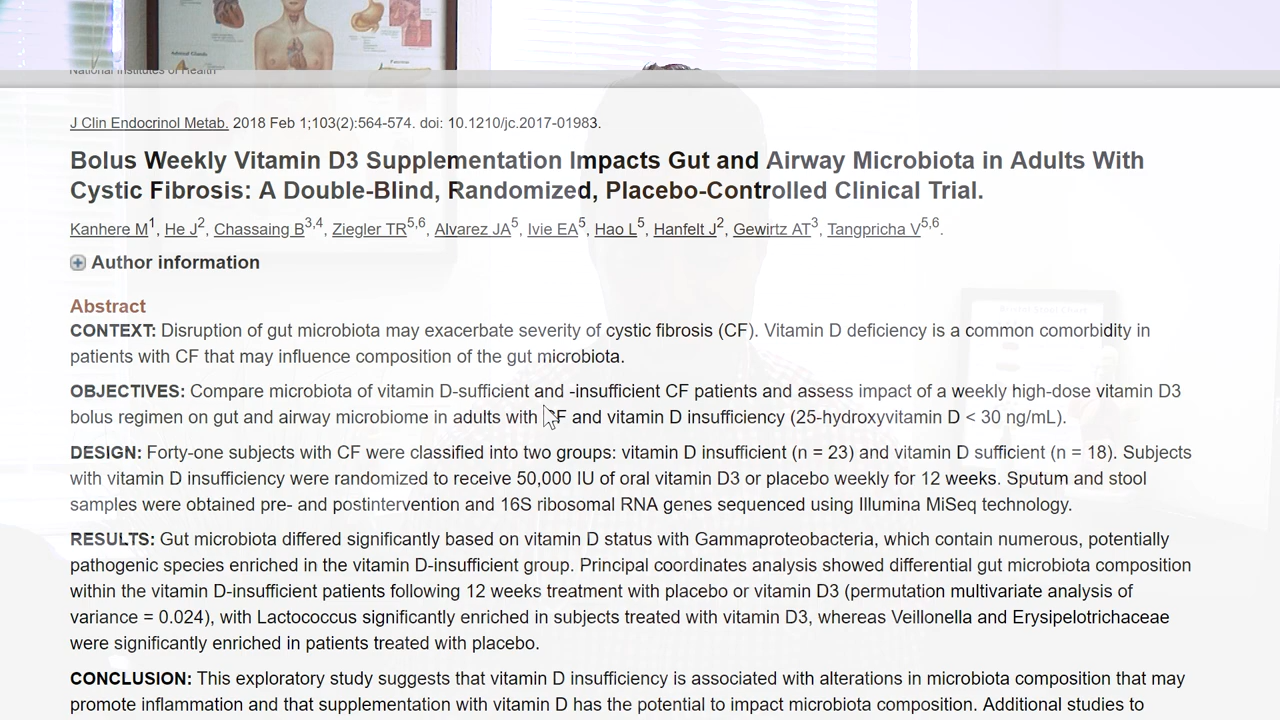 Adrenal Glands
Pancreas
National Institutes of Health
J Clin Endocrinol Metab. 2018 Feb 1;103(2):564-574. doi: 10.1210/jc.2017-01983.
Bolus Weekly Vitamin D3 Supplementation Impacts Gut and Airway Microbiota in Adults With
Cystic Fibrosis: A Double-Blind, Randomized, Placebo-Controlled Clinical Trial.
Kanhere M1, He J2, Chassaing B3,4, Ziegler TR5,6, Alvarez JA5, Ivie EA5, Hao L5, Hanfelt J2, Gewirtz AT3, Tangpricha V5,6.
Author information
Abstract
CONTEXT: Disruption of gut microbiota may exacerbate severity of cystic fibrosis (CF). Vitamin D deficiency is a common comorbidity in
patients with CF that may influence composition of the gut microbiota.
OBJECTIVES: Compare microbiota of vitamin D-sufficient and -insufficient CF patients and assess impact of a weekly high-dose vitamin D3
bolus regimen on gut and airway microbiome in adults with CF and vitamin D insufficiency (25-hydroxyvitamin D < 30 ng/mL).
DESIGN: Forty-one subjects with CF were classified into two groups: vitamin D insufficient (n = 23) and vitamin D sufficient (n = 18). Subjects
with vitamin D insufficiency were randomized to receive 50,000 IU of oral vitamin D3 or placebo weekly for 12 weeks. Sputum and stool
samples were obtained pre- and postintervention and 16S ribosomal RNA genes sequenced using Illumina MiSeq technology.
RESULTS: Gut microbiota differed significantly based on vitamin D status with Gammaproteobacteria, which contain numerous, potentially
pathogenic species enriched in the vitamin D-insufficient group. Principal coordinates analysis showed differential gut microbiota composition
within the vitamin D-insufficient patients following 12 weeks treatment with placebo or vitamin D3 (permutation multivariate analysis of
variance = 0.024), with Lactococcus significantly enriched in subjects treated with vitamin D3, whereas Veillonella and Erysipelotrichaceae
were significantly enriched in patients treated with placebo.
CONCLUSION: This exploratory study suggests that vitamin D insufficiency is associated with alterations in microbiota composition that may
promote inflammation and that supplementation with vitamin D has the potential to impact microbiota composition. Additional studies to